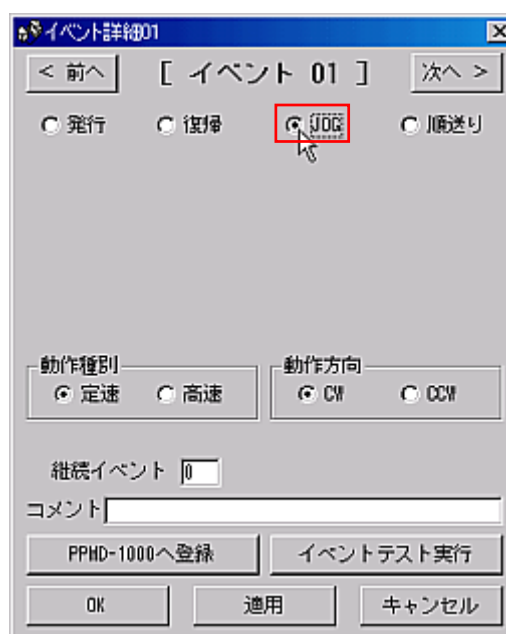 イベント詳細01
< 前へ [ イベント 01 ] 次へ >
発行 復帰 JOG 順送り
動作種別 動作方向
定速 高速 CW CCW
継続イベント 0
コメント
PPMD-1000へ登録 イベントテスト実行
OK 適用 キャンセル